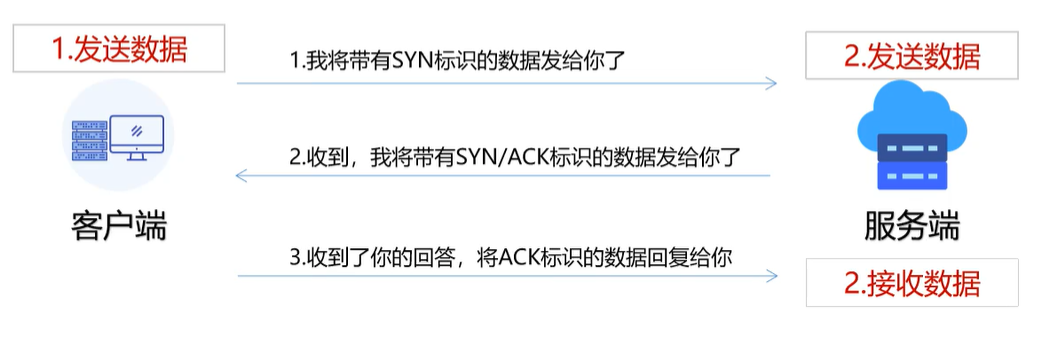 1.发送数据
1.我将带有SYN标识的数据发给你了
2.发送数据
2.收到，我将带有SYN/ACK标识的数据发给你了
客户端
服务端
3.收到了你的回答，将ACK标识的数据回复给你
2.接收数据